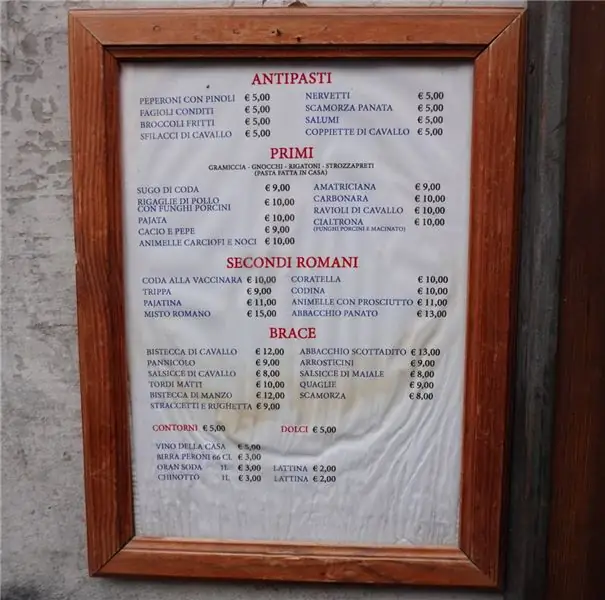 ANTIPASTI
PEPERONI CON PINOLI € 5,00 NERVETTI € 5,00
FAGIOLI CONDITI € 5,00 SCAMORZA PANATA € 5,00
BROCCOLI FRITTI € 5,00 SALUMI € 5,00
SFILACCI DI CAVALLO € 5,00 COPPIETTE DI CAVALLO € 5,00
PRIMI
GRAMICCIA - GNOCCHI - RIGATONI - STROZZAPRETI
(PASTA FATTA IN CASA)
SUGO DI CODA € 9,00 AMATRICIANA € 9,00
RIGAGLIE DI POLLO
CON FUNGHI PORCINI € 10,00 CARBONARA € 10,00
PAJATA € 10,00 RAVIOLI DI CAVALLO € 10,00
CACIO E PEPE € 9,00 CIALTRONA € 10,00
(FUNGHI PORCINI E MACINATO)
ANIMELLE CARCIOFI E NOCI € 10,00
SECONDI ROMANI
CODA ALLA VACCINARA € 10,00 CORATELLA € 10,00
TRIPPA € 9,00 CODINA € 10,00
PAJATINA € 11,00 ANIMELLE CON PROSCIUTTO € 11,00
MISTO ROMANO € 15,00 ABBACCHIO PANATO € 13,00
BRACE
BISTECCA DI CAVALLO € 12,00 ABBACCHIO SCOTTADITO € 13,00
PANNICOLO € 9,00 ARROSTICINI € 9,00
SALSICCE DI CAVALLO € 8,00 SALSICCE DI MAIALE € 8,00
TORDI MATTI € 10,00 QUAGLIE € 9,00
BISTECCA DI MANZO € 12,00 SCAMORZA € 8,00
STRACCETTI E RUGHETTA € 9,00
CONTORNI € 5,00 DOLCI € 5,00
VINO DELLA CASA € 5,00
BIRRA PERONI 66 CL € 3,00
ORAN SODA 1L € 3,00 LATTINA € 2,00
CHINOTTO 1L € 3,00 LATTINA € 2,00